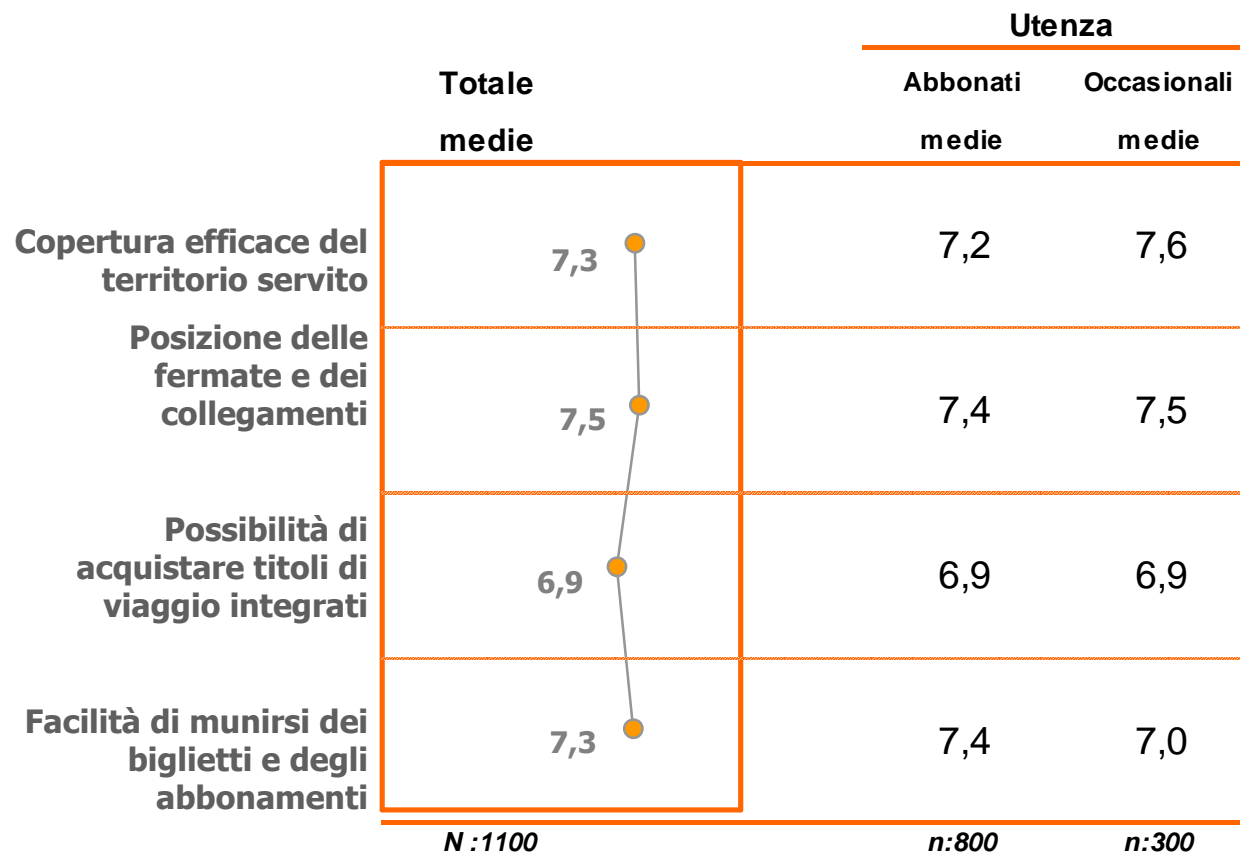 Utenza
Totale
medie
Abbonati
medie
Occasionali
medie
Copertura efficace del
territorio servito
7,3
7,2
7,6
Posizione delle
fermate e dei
collegamenti
7,5
7,4
7,5
Possibilità di
acquistare titoli di
viaggio integrati
6,9
6,9
6,9
Facilità di munirsi dei
biglietti e degli
abbonamenti
7,3
7,4
7,0
N :1100
n:800
n:300